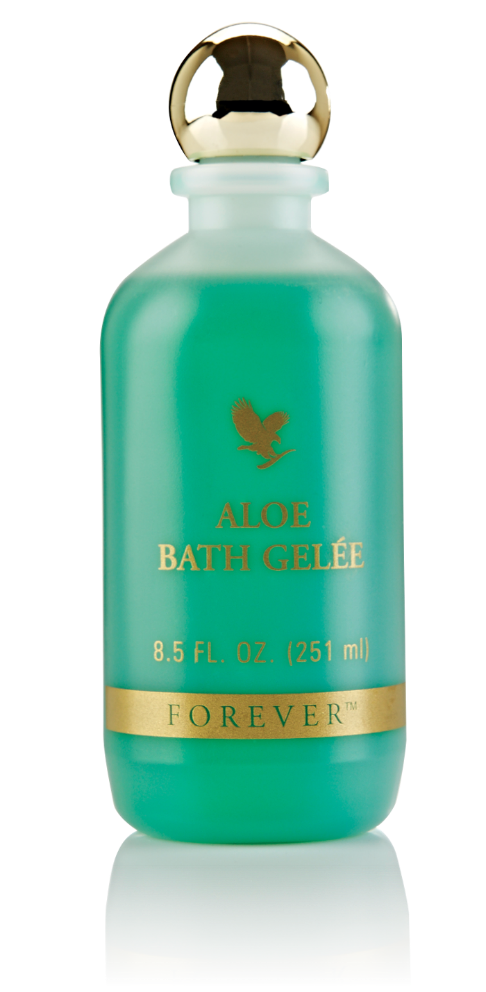 ALOE
BATH GELÉE
8.5 FL. OZ. (251 ml)
FOREVER™